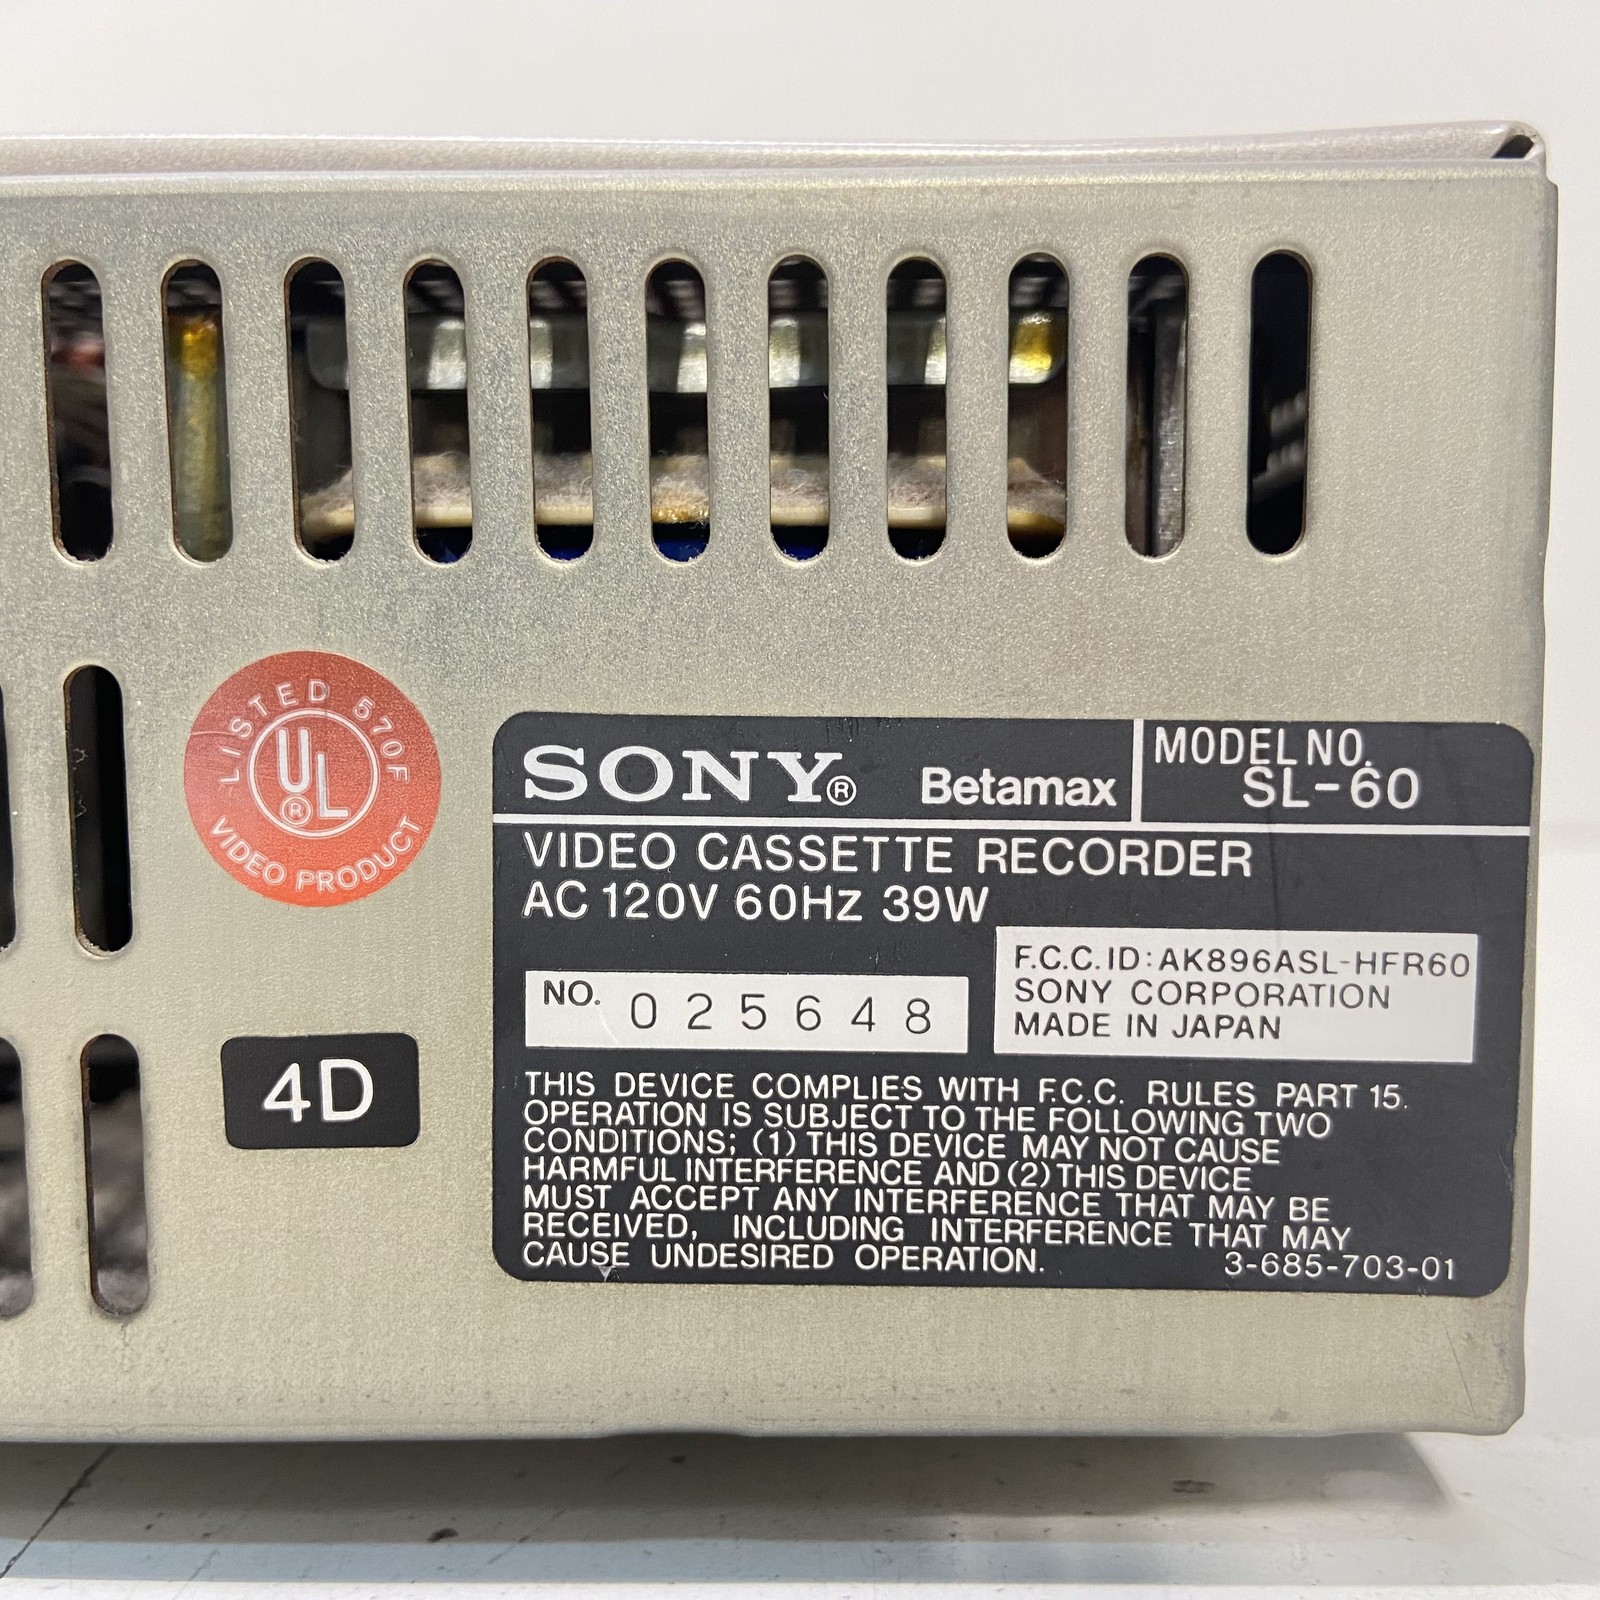 LISTED 570F
UL®
VIDEO PRODUCT
4D
SONY® Betamax
MODEL NO.
SL-60
VIDEO CASSETTE RECORDER
AC 120V 60Hz 39W
NO. 025648
F.C.C. ID: AK896ASL-HFR60
SONY CORPORATION
MADE IN JAPAN
THIS DEVICE COMPLIES WITH F.C.C. RULES PART 15.
OPERATION IS SUBJECT TO THE FOLLOWING TWO
CONDITIONS; (1) THIS DEVICE MAY NOT CAUSE
HARMFUL INTERFERENCE AND (2) THIS DEVICE
MUST ACCEPT ANY INTERFERENCE THAT MAY BE
RECEIVED, INCLUDING INTERFERENCE THAT MAY
CAUSE UNDESIRED OPERATION. 3-685-703-01